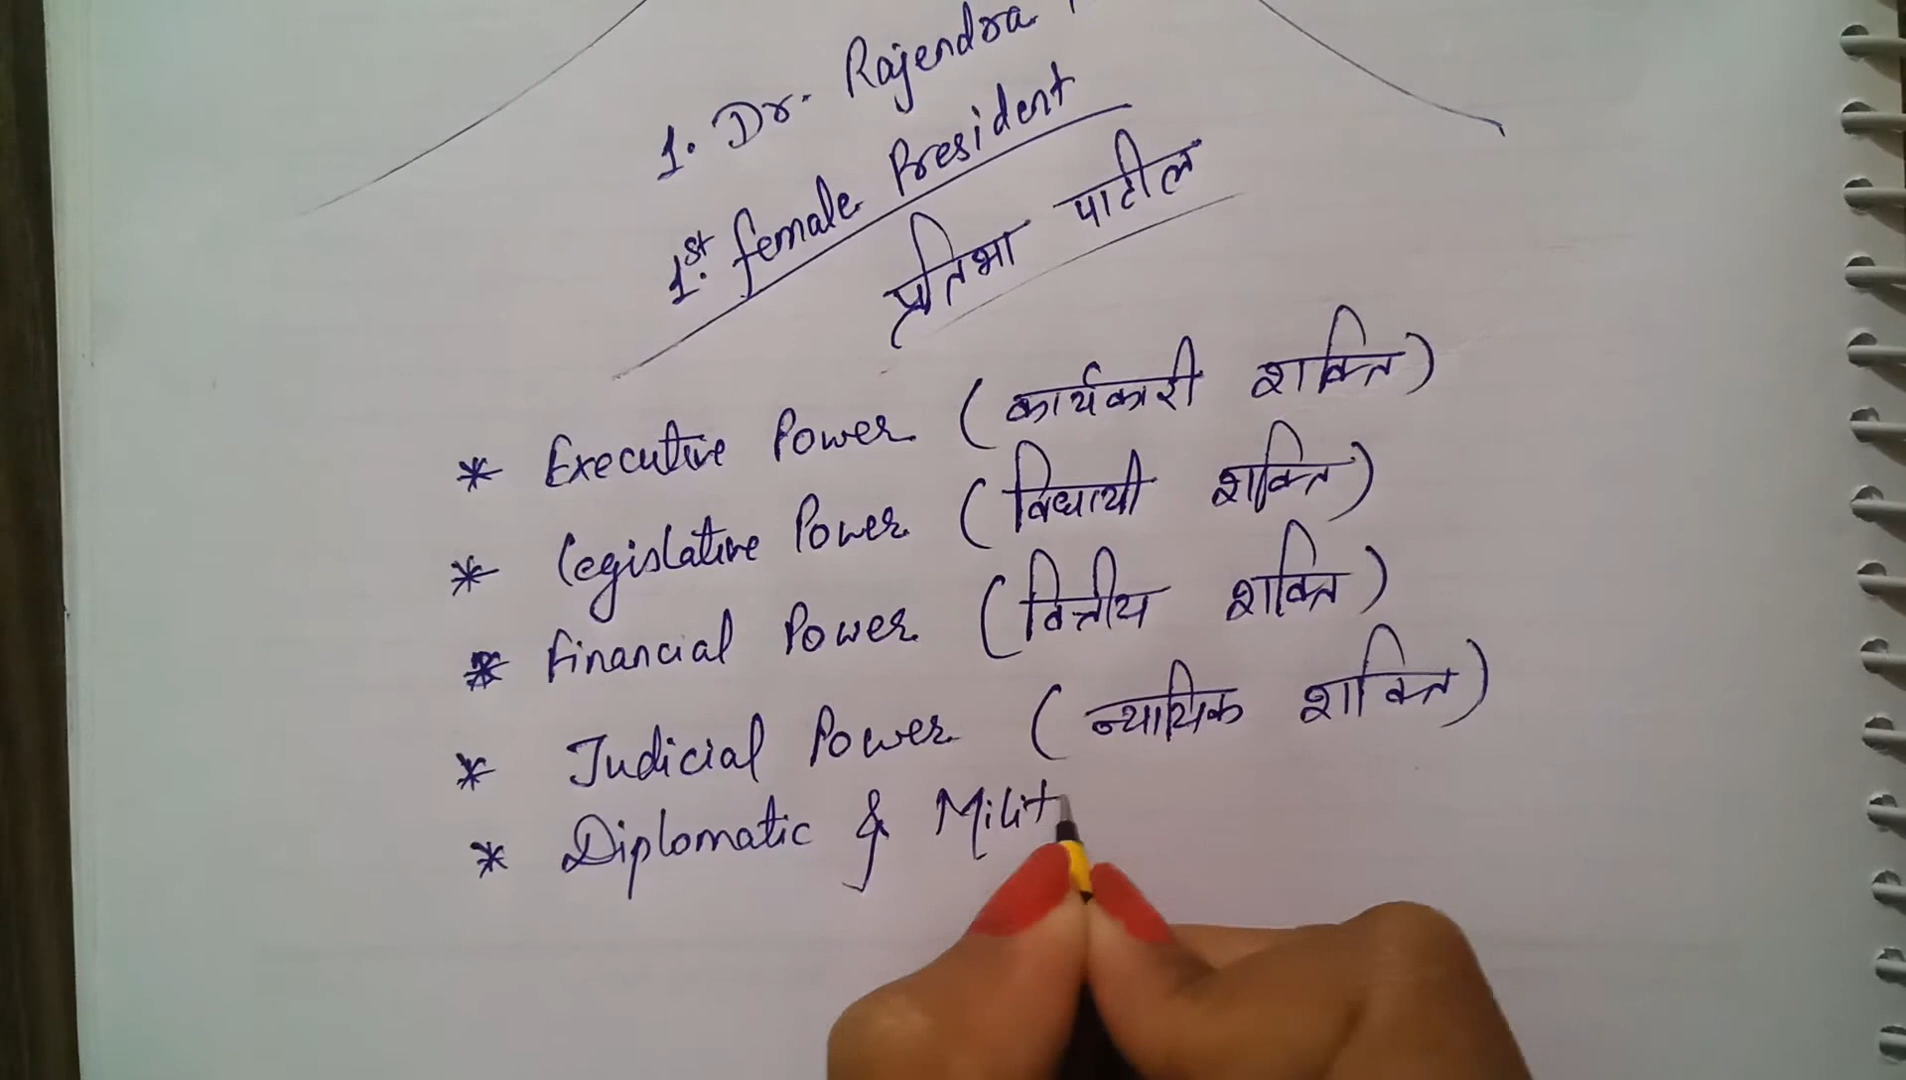 1. Dr. Rajendra
1st. female President
प्रतिभा पाटील
* Executive Power (कार्यकारी शक्ति)
* Legislative Power (विधायी शक्ति)
* Financial Power (वित्तीय शक्ति)
* Judicial Power (न्यायिक शक्ति)
* Diplomatic & Milit